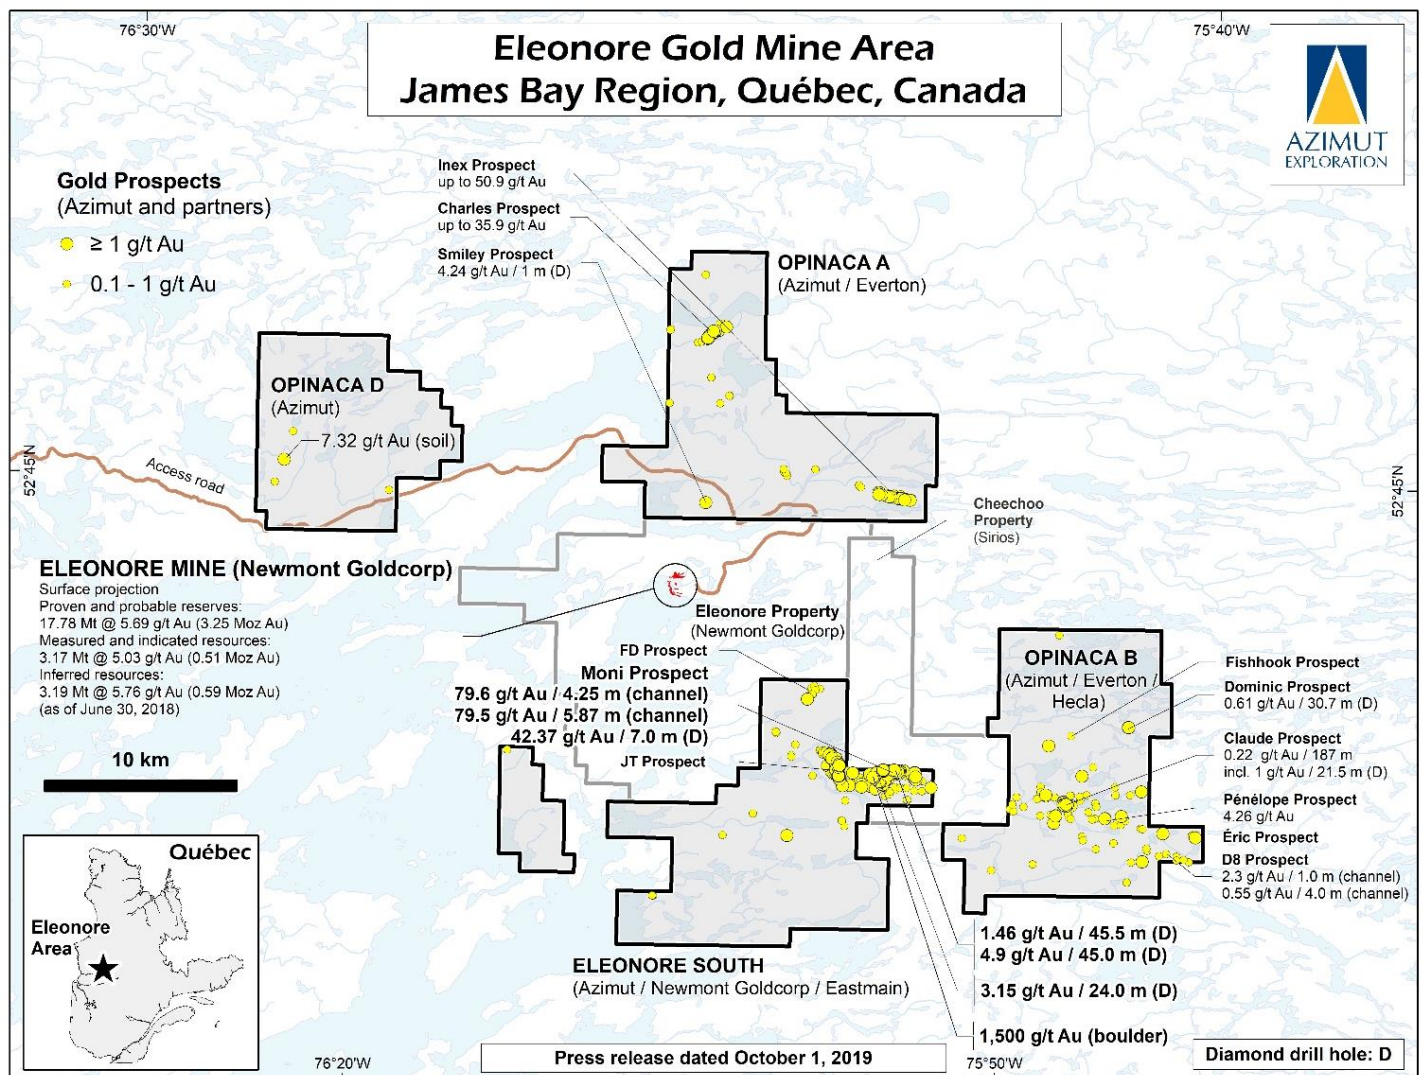 76°30'W
75°40'W
Eleonore Gold Mine Area
James Bay Region, Québec, Canada
AZIMUT
EXPLORATION
Gold Prospects
(Azimut and partners)
≥ 1 g/t Au
0.1 - 1 g/t Au
Inex Prospect
up to 50.9 g/t Au
Charles Prospect
up to 35.9 g/t Au
Smiley Prospect
4.24 g/t Au / 1 m (D)
OPINACA A
(Azimut / Everton)
OPINACA D
(Azimut)
7.32 g/t Au (soil)
52°45'N
Access road
52°45'N
Cheechoo
Property
(Sirios)
ELEONORE MINE (Newmont Goldcorp)
Surface projection
Proven and probable reserves:
17.78 Mt @ 5.69 g/t Au (3.25 Moz Au)
Measured and indicated resources:
3.17 Mt @ 5.03 g/t Au (0.51 Moz Au)
Inferred resources:
3.19 Mt @ 5.76 g/t Au (0.59 Moz Au)
(as of June 30, 2018)
10 km
Eleonore Property
(Newmont Goldcorp)
FD Prospect
Moni Prospect
79.6 g/t Au / 4.25 m (channel)
79.5 g/t Au / 5.87 m (channel)
42.37 g/t Au / 7.0 m (D)
JT Prospect
OPINACA B
(Azimut / Everton /
Hecla)
Fishhook Prospect
Dominic Prospect
0.61 g/t Au / 30.7 m (D)
Claude Prospect
0.22 g/t Au / 187 m
incl. 1 g/t Au / 21.5 m (D)
Pénélope Prospect
4.26 g/t Au
Éric Prospect
D8 Prospect
2.3 g/t Au / 1.0 m (channel)
0.55 g/t Au / 4.0 m (channel)
1.46 g/t Au / 45.5 m (D)
4.9 g/t Au / 45.0 m (D)
3.15 g/t Au / 24.0 m (D)
1,500 g/t Au (boulder)
ELEONORE SOUTH
(Azimut / Newmont Goldcorp / Eastmain)
Québec
Eleonore
Area
76°20'W
Press release dated October 1, 2019
75°50'W
Diamond drill hole: D